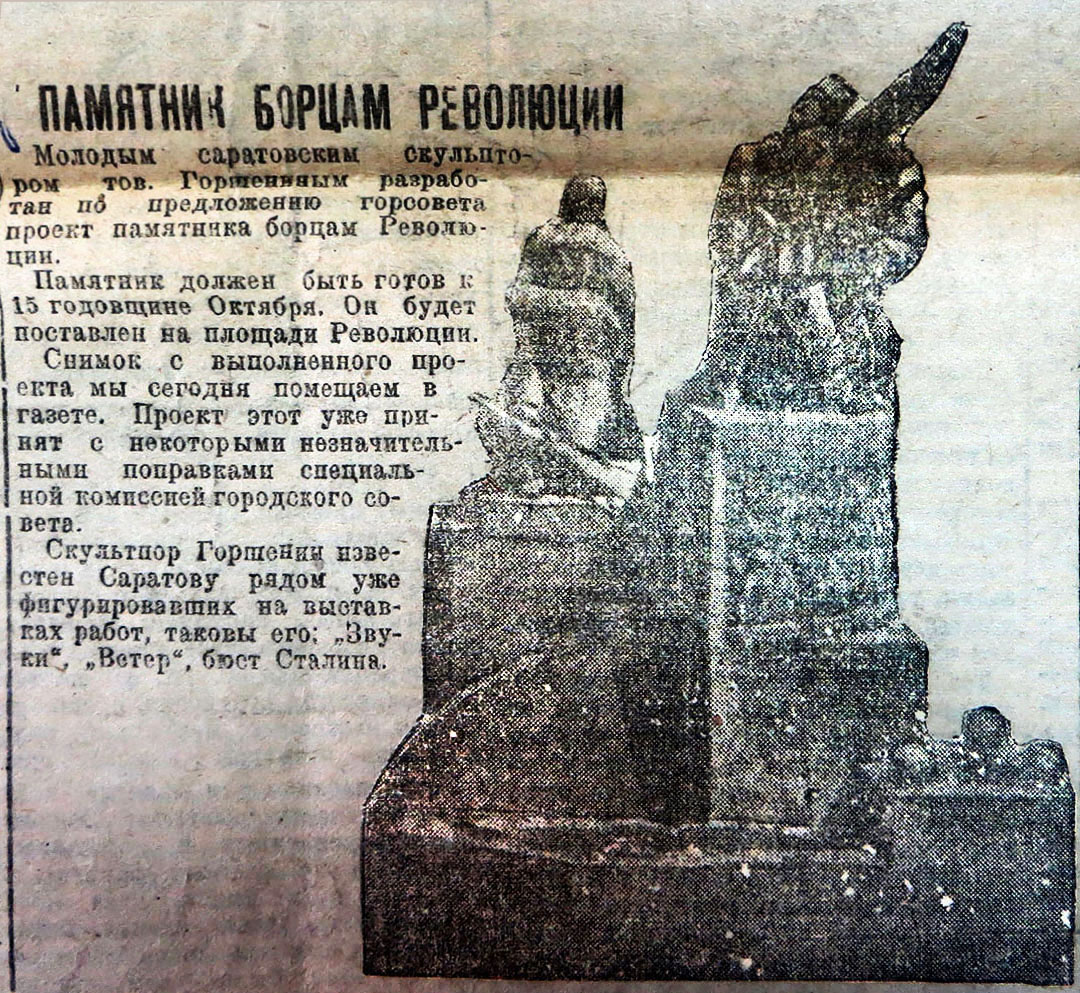 ПАМЯТНИК БОРЦАМ РЕВОЛЮЦИИ
Молодым саратовским скульпто-
ром тов. Горшениным разрабо-
тан по предложению горсовета
проект памятника борцам Револю-
ции.
Памятник должен быть готов к
15 годовщине Октября. Он будет
поставлен на площади Революции.
Снимок с выполненного про-
екта мы сегодня помещаем в
газете. Проект этот уже при-
нят с некоторыми незначитель-
ными поправками специаль-
ной комиссией городского со-
вета.
Скультпор Горшенин изве-
стен Саратову рядом уже
фигурировавших на выстав-
ках работ, таковы его: „Зву-
ки“, „Ветер“, бюст Сталина.